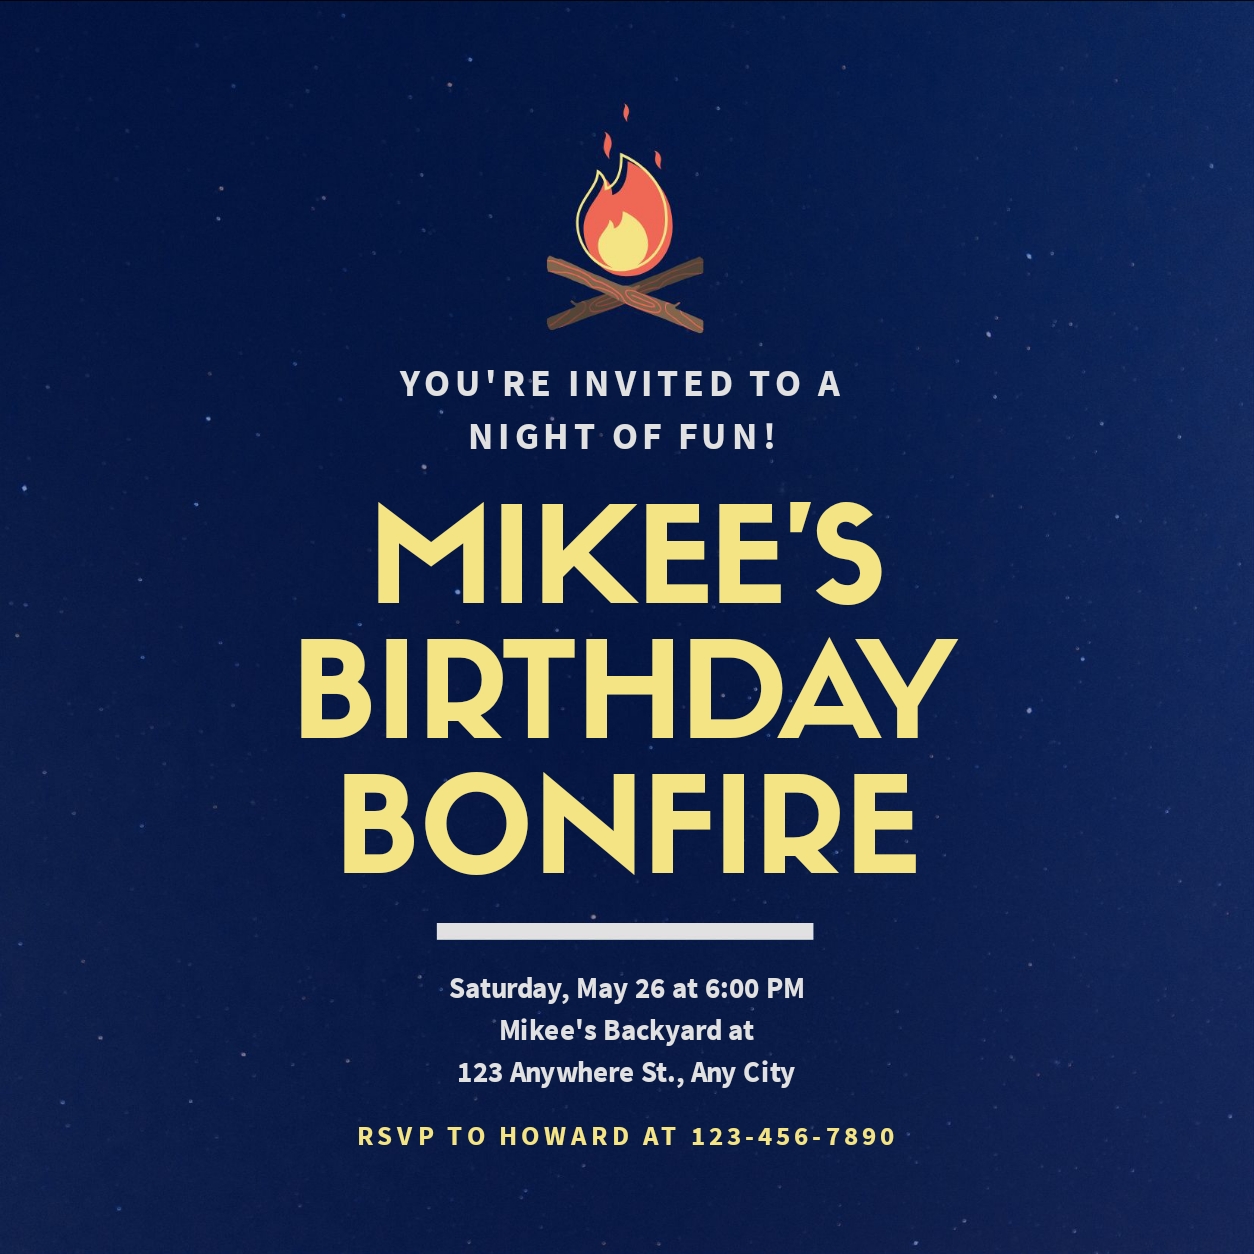 YOU'RE INVITED TO A
NIGHT OF FUN!
MIKEE'S
BIRTHDAY
BONFIRE
Saturday, May 26 at 6:00 PM
Mikee's Backyard at
123 Anywhere St., Any City
RSVP TO HOWARD AT 123-456-7890